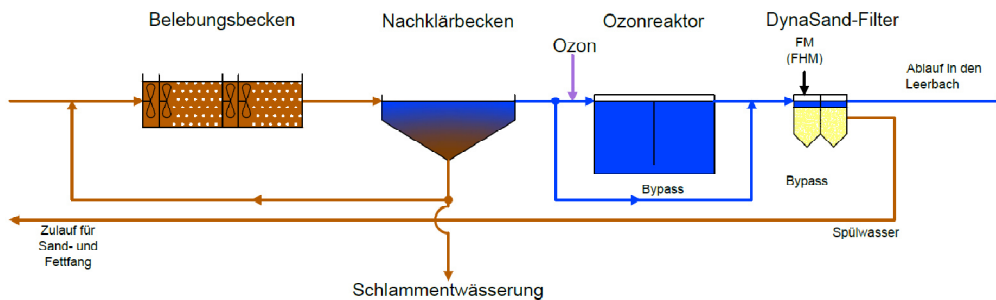 Belebungsbecken
Nachklärbecken
Ozonreaktor
DynaSand-Filter
Ozon
FM
(FHM)
Ablauf in den
Leerbach
Bypass
Bypass
Zulauf für
Sand- und
Fettfang
Spülwasser
Schlammentwässerung